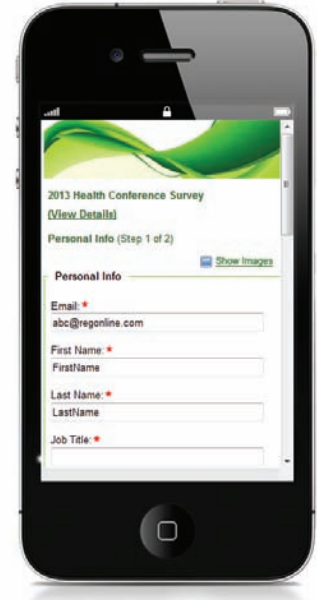 2013 Health Conference Survey
(View Details)
Personal Info (Step 1 of 2)
Show Images
Personal Info
Email: *
abc@regonline.com
First Name: *
FirstName
Last Name: *
LastName
Job Title: *